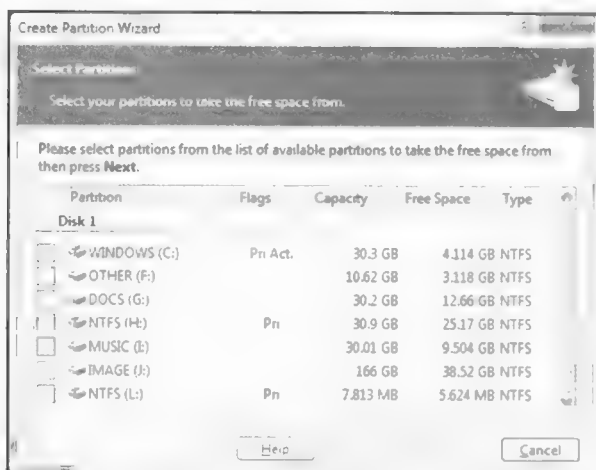 Create Partition Wizard
Select Partitions
Select your partitions to take the free space from.
Please select partitions from the list of available partitions to take the free space from
then press Next.
Partition Flags Capacity Free Space Type
Disk 1
WINDOWS (C:) Pri Act. 30.3 GB 4.114 GB NTFS
OTHER (F:) 10.62 GB 3.118 GB NTFS
DOCS (G:) 30.2 GB 12.66 GB NTFS
NTFS (H:) Pri 30.9 GB 25.17 GB NTFS
MUSIC (I:) 30.01 GB 9.504 GB NTFS
IMAGE (J:) 166 GB 38.52 GB NTFS
NTFS (L:) Pri 7.813 MB 5.624 MB NTFS
Help Cancel